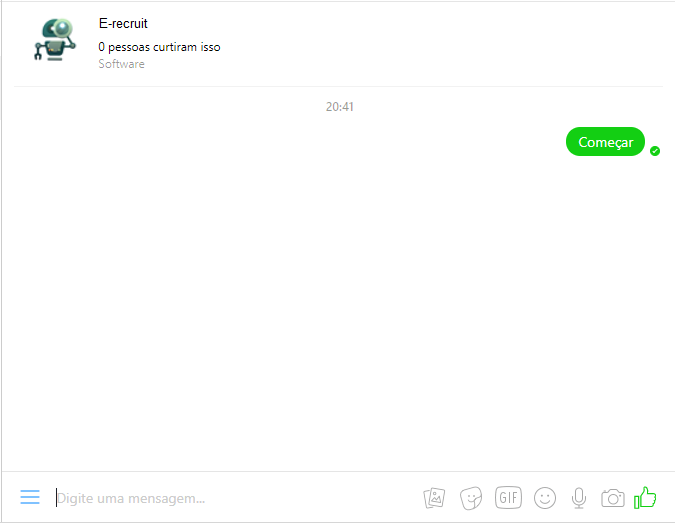 E-recruit
0 pessoas curtiram isso
Software
20:41
Começar
Digite uma mensagem...
GIF